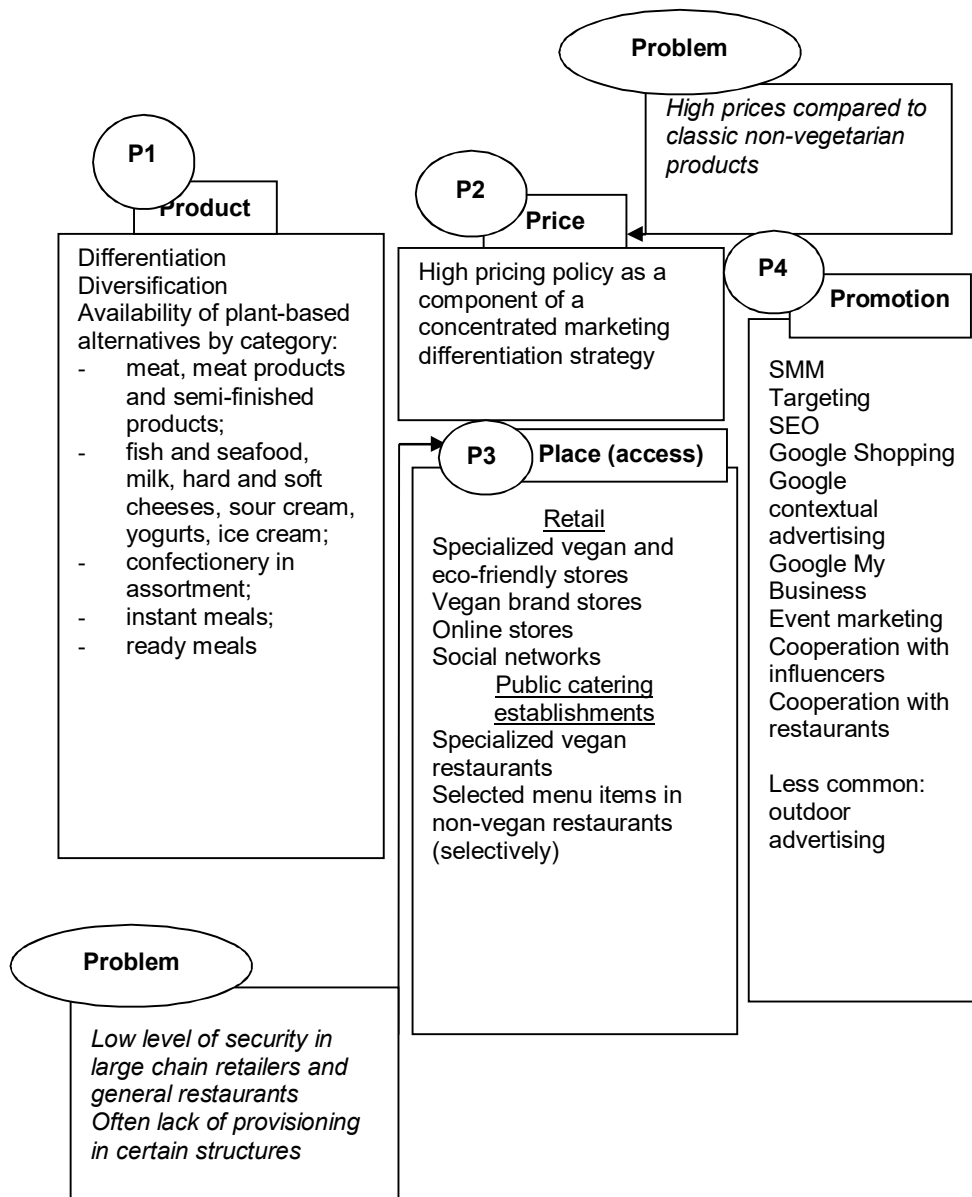 Problem
High prices compared to
classic non-vegetarian
products
P1
Product
Differentiation
Diversification
Availability of plant-based
alternatives by category:
- meat, meat products
and semi-finished
products;
- fish and seafood,
milk, hard and soft
cheeses, sour cream,
yogurts, ice cream;
- confectionery in
assortment;
- instant meals;
- ready meals
P2
Price
High pricing policy as a
component of a
concentrated marketing
differentiation strategy
P3
Place (access)
Retail
Specialized vegan and
eco-friendly stores
Vegan brand stores
Online stores
Social networks
Public catering
establishments
Specialized vegan
restaurants
Selected menu items in
non-vegan restaurants
(selectively)
P4
Promotion
SMM
Targeting
SEO
Google Shopping
Google
contextual
advertising
Google My
Business
Event marketing
Cooperation with
influencers
Cooperation with
restaurants
Less common:
outdoor
advertising
Problem
Low level of security in
large chain retailers and
general restaurants
Often lack of provisioning
in certain structures